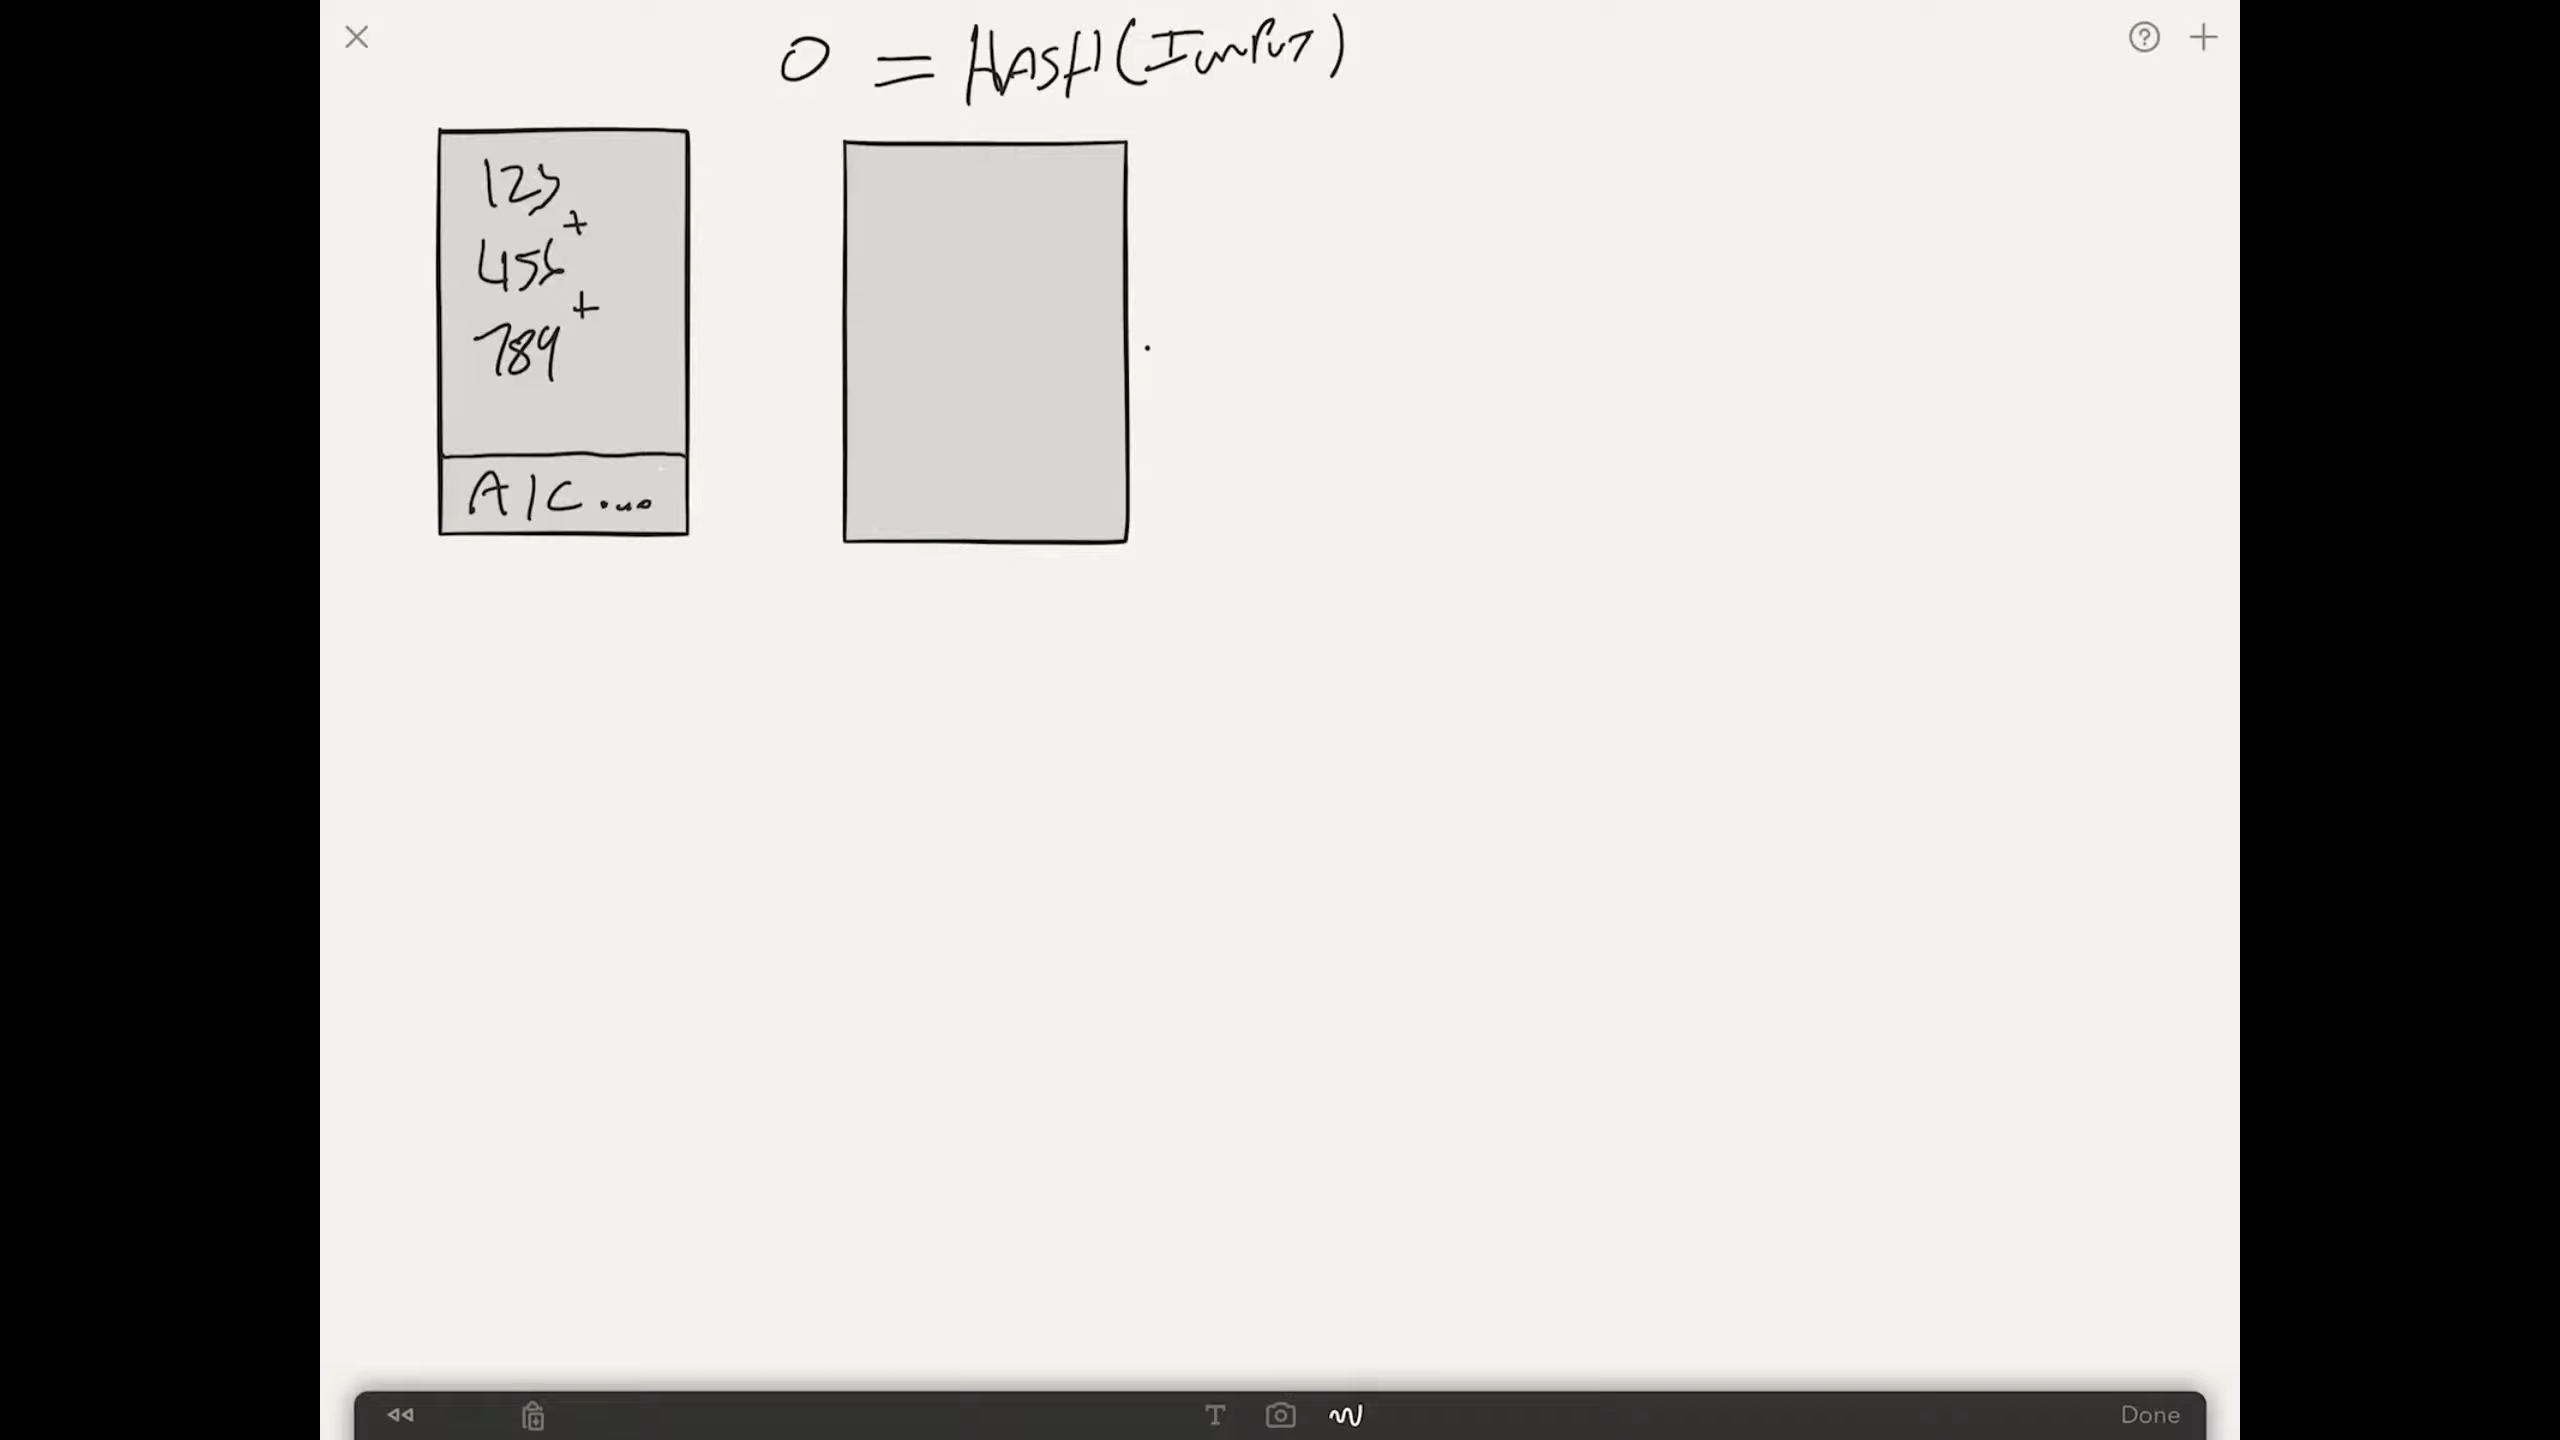 O = HASH(Input)
123
+
456
+
789
A1C....
T
Done